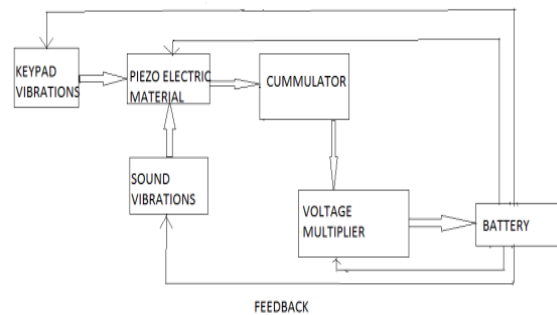 KEYPAD
VIBRATIONS
PIEZO ELECTRIC
MATERIAL
CUMMULATOR
SOUND
VIBRATIONS
VOLTAGE
MULTIPLIER
BATTERY
FEEDBACK